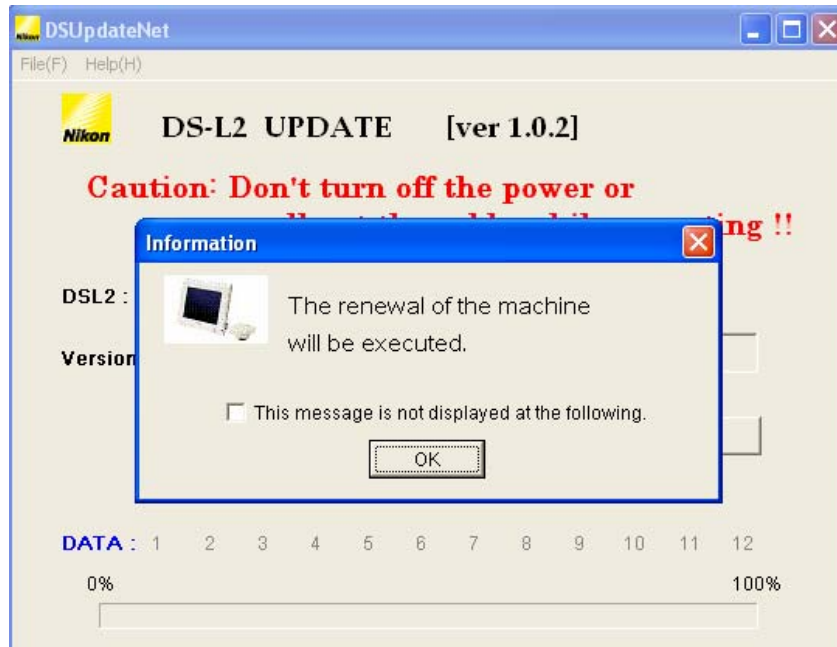 Nikon DSUpdateNet
File(F) Help(H)
Nikon DS-L2 UPDATE [ver 1.0.2]
Caution: Don't turn off the power or
ing !!
Information
The renewal of the machine
will be executed.
This message is not displayed at the following.
OK
DSL2 :
Version
DATA : 1 2 3 4 5 6 7 8 9 10 11 12
0% 100%